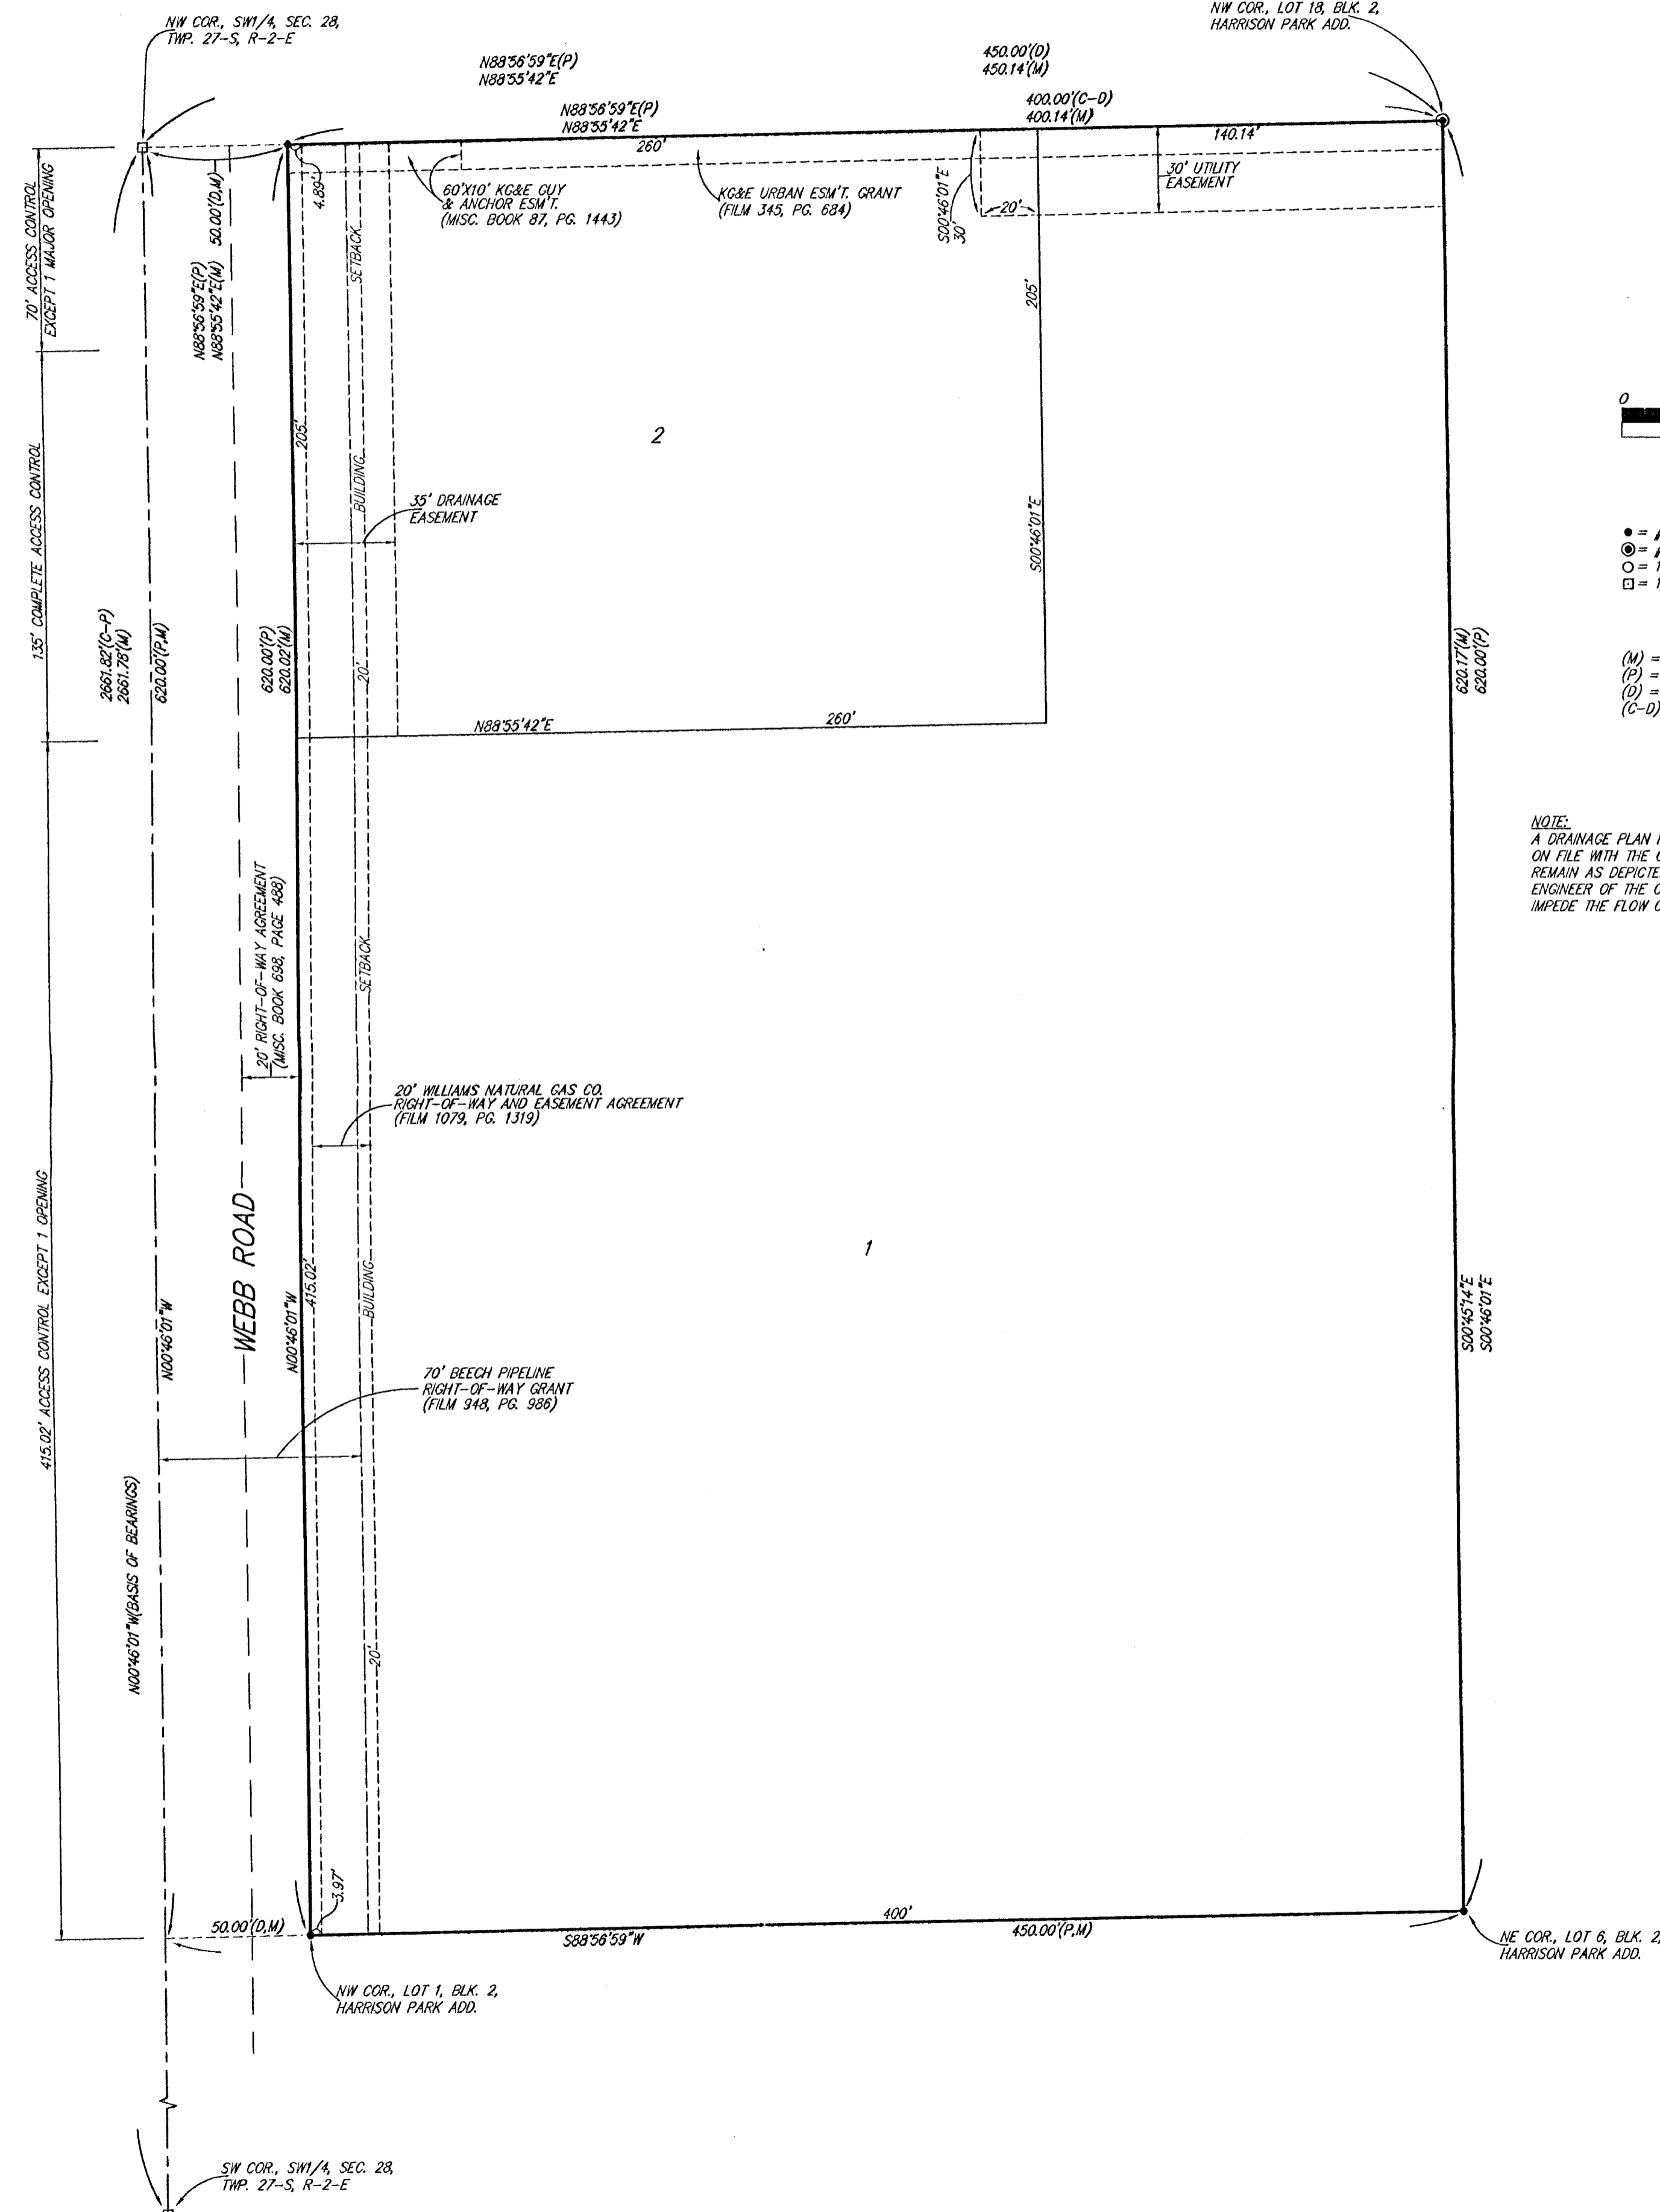 NW COR., SW1/4, SEC. 28,
TWP. 27-S, R-2-E
NW COR., LOT 18, BLK. 2,
HARRISON PARK ADD.
N88°56'59"E(P)
N88°55'42"E
450.00'(D)
450.14'(M)
N88°56'59"E(P)
N88°55'42"E
400.00'(C-D)
400.14'(M)
260'
140.14'
70' ACCESS CONTROL
EXCEPT 1 MAJOR OPENING
50.00'(D,M)
N88°56'59"E(P)
N88°55'42"E(M)
4.89'
60'X10' KG&E GUY
& ANCHOR ESM'T.
(MISC. BOOK 87, PG. 1443)
KG&E URBAN ESM'T. GRANT
(FILM 345, PG. 684)
S00°46'01"E
30'
20'
30' UTILITY
EASEMENT
SETBACK
205'
205'
2
BUILDING
35' DRAINAGE
EASEMENT
S00°46'01"E
135' COMPLETE ACCESS CONTROL
2661.82'(C-P)
2661.78'(M)
620.00'(P,M)
620.00'(P)
620.02'(M)
20'
N88°55'42"E
260'
620.17'(M)
620.00'(P)
0
● =
◉ =
○ = 1
⊡ = 1
(M) =
(P) =
(D) =
(C-D)
NOTE:
A DRAINAGE PLAN
ON FILE WITH THE
REMAIN AS
ENGINEER OF THE
IMPEDE THE FLOW
20' RIGHT-OF-WAY AGREEMENT
(MISC. BOOK 698, PAGE 488)
SETBACK
20' WILLIAMS NATURAL GAS CO.
RIGHT-OF-WAY AND EASEMENT AGREEMENT
(FILM 1079, PG. 1319)
415.02' ACCESS CONTROL EXCEPT 1 OPENING
N00°46'01"W
WEBB ROAD
N00°46'01"W
415.02'
BUILDING
1
S00°45'14"E
S00°46'01"E
70' BEECH PIPELINE
RIGHT-OF-WAY GRANT
(FILM 948, PG. 986)
N00°46'01"W(BASIS OF BEARINGS)
20'
3.97'
50.00'(D,M)
S88°56'59"W
400'
450.00'(P,M)
NE COR., LOT 6, BLK. 2,
HARRISON PARK ADD.
NW COR., LOT 1, BLK. 2,
HARRISON PARK ADD.
SW COR., SW1/4, SEC. 28,
TWP. 27-S, R-2-E